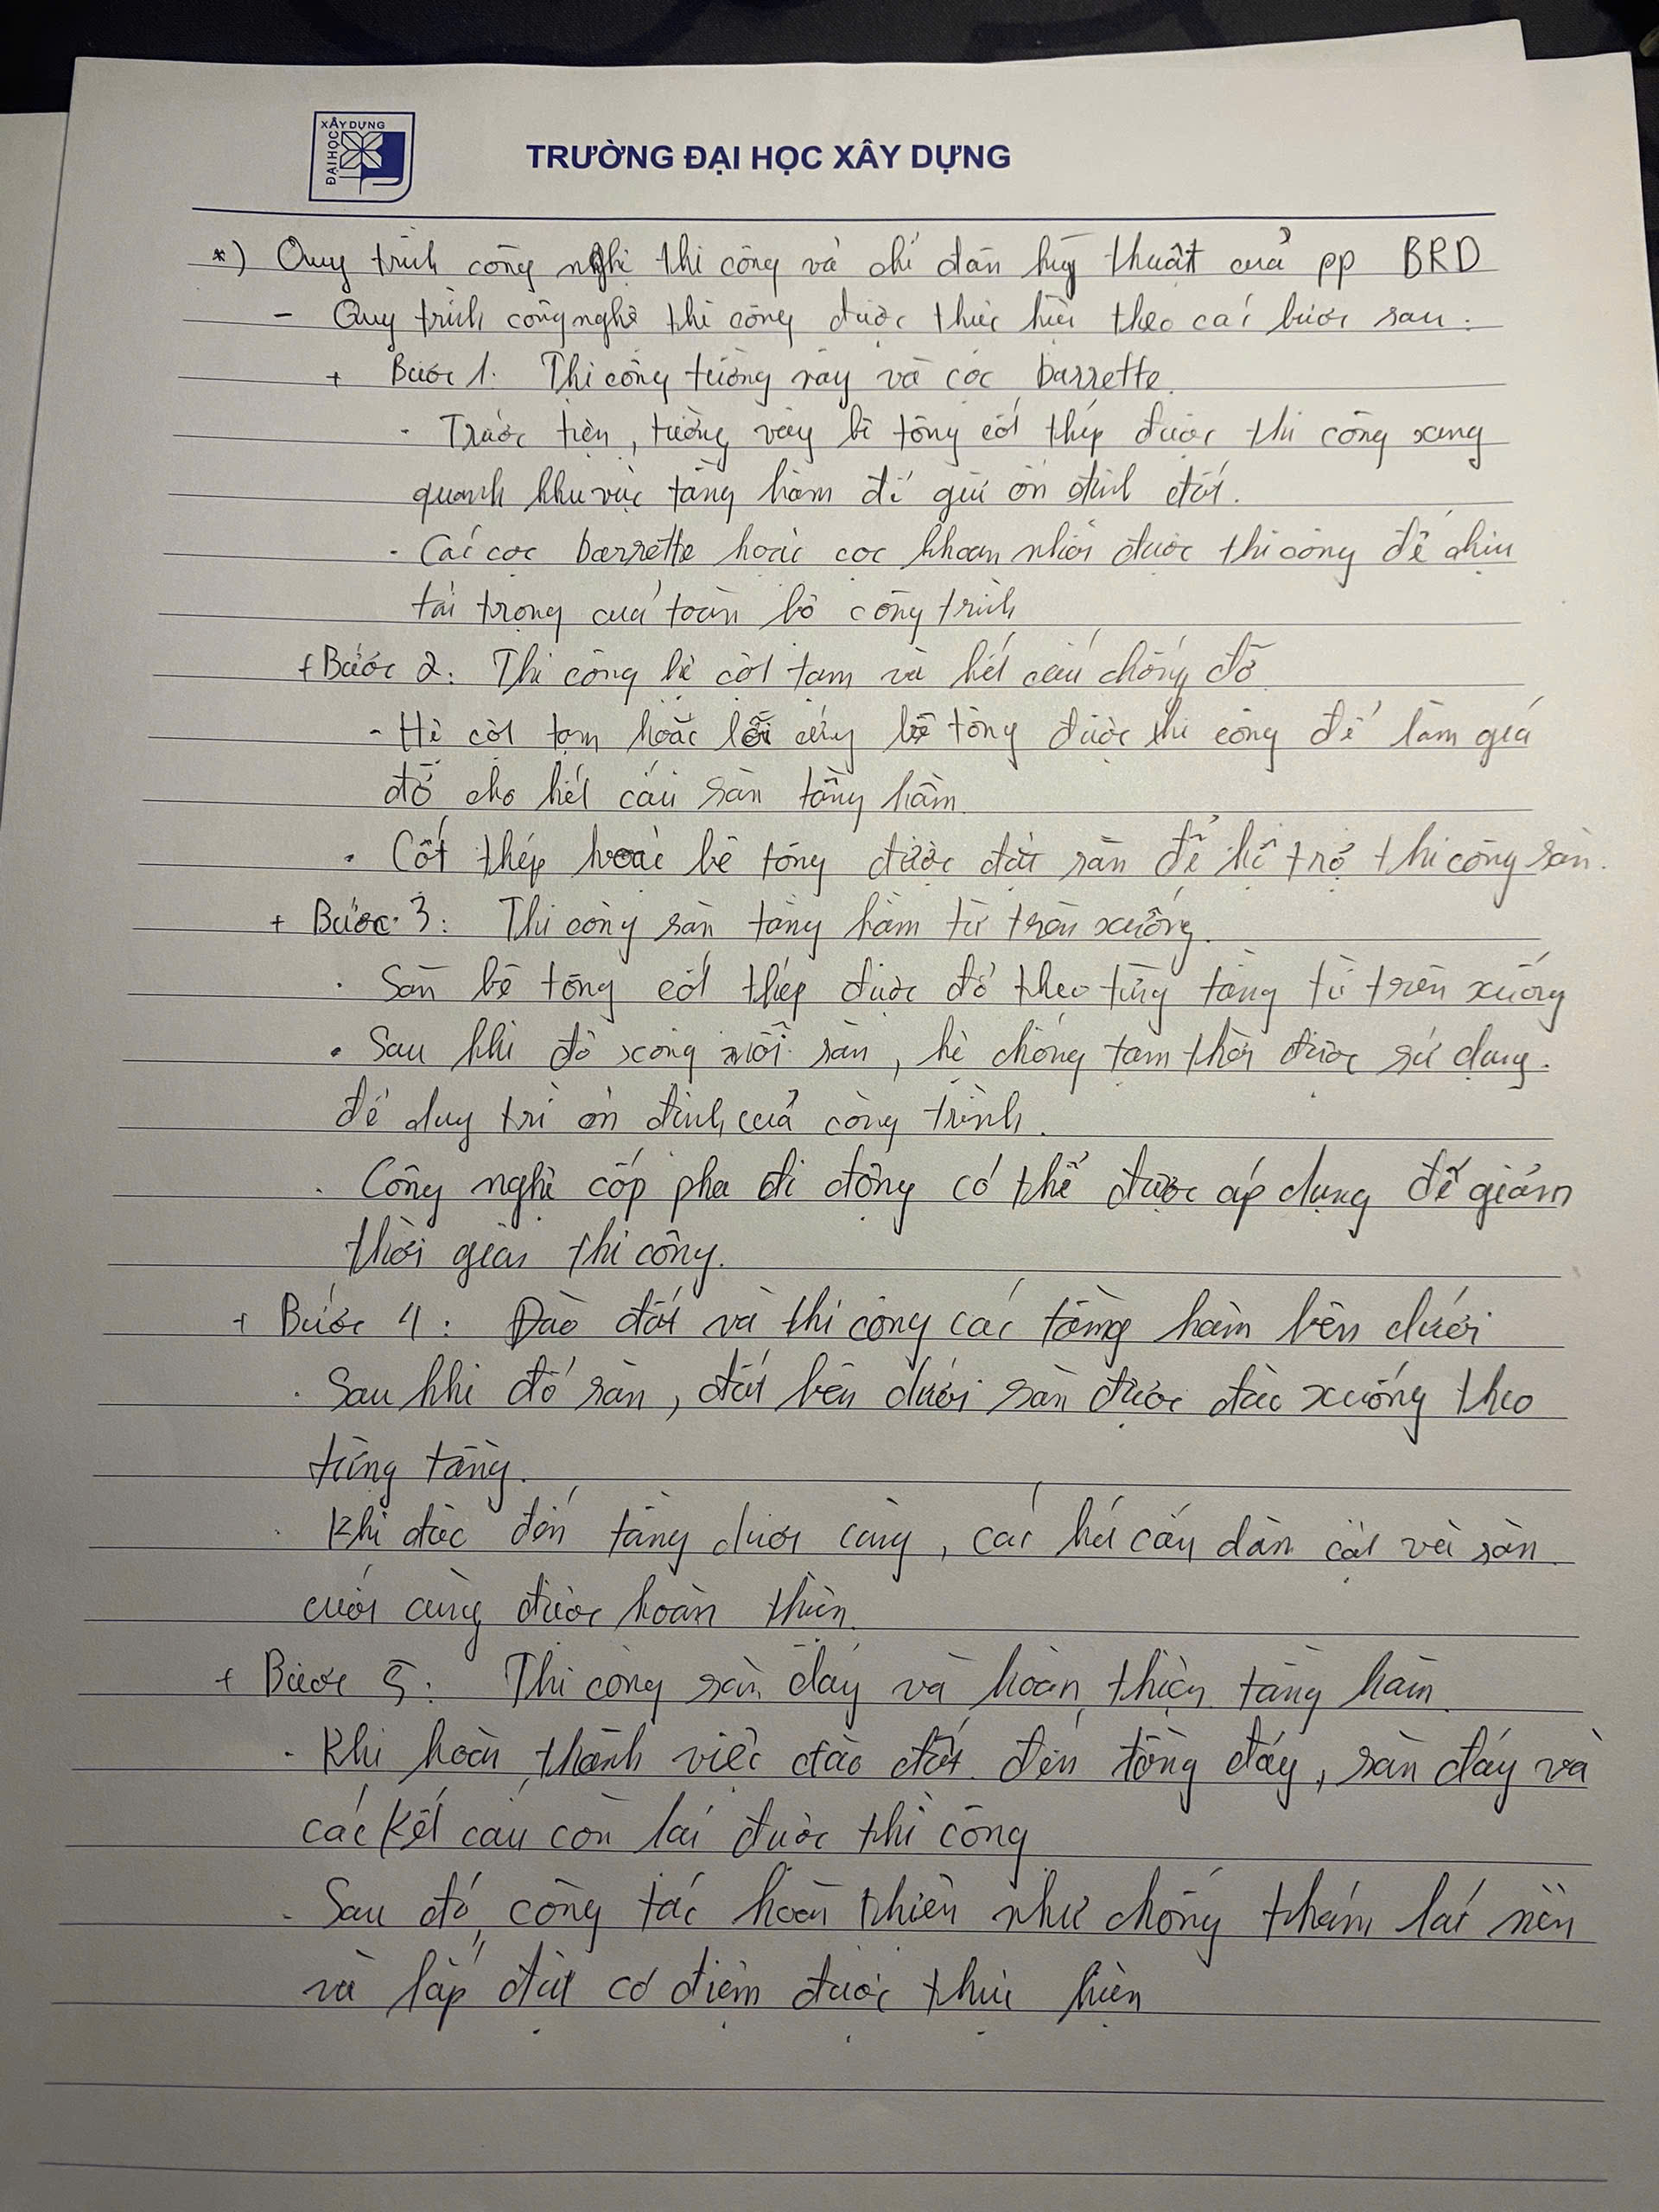 XÂY DỰNG
ĐẠI HỌC
TRƯỜNG ĐẠI HỌC XÂY DỰNG
*) Quy trình công nghệ thi công và chỉ dẫn kỹ thuật của pp BRD
- Quy trình công nghệ thi công được thực hiện theo các bước sau:
+ Bước 1. Thi công tường vây và cọc barrette.
. Trước tiên, tường vây bê tông cốt thép được thi công xung
quanh khu vực tầng hầm để giữ ổn định đất.
. Các cọc barrette hoặc cọc khoan nhồi được thi công để chịu
tải trọng của toàn bộ công trình
+ Bước 2: Thi công hệ cột tạm và kết cấu chống đỡ
- Hệ cột tạm hoặc lõi cứng bê tông được thi công để làm giá
đỡ cho kết cấu sàn tầng hầm.
. Cốt thép hoặc bê tông được đặt sẵn để hỗ trợ thi công sàn.
+ Bước 3: Thi công sàn tầng hầm từ trên xuống.
. Sàn bê tông cốt thép được đổ theo từng tầng từ trên xuống
. Sau khi đổ xong mỗi sàn, hệ chống tạm thời được sử dụng.
để duy trì ổn định của công trình.
. Công nghệ cốp pha di động có thể được áp dụng để giảm
thời gian thi công.
+ Bước 4: Đào đất và thi công các tầng hầm bên dưới
. Sau khi đổ sàn, đất bên dưới sàn được đào xuống theo
từng tầng.
. Khi đào đến tầng dưới cùng, các kết cấu dầm cột và sàn
cuối cùng được hoàn thiện.
+ Bước 5: Thi công sàn đáy và hoàn thiện tầng hầm.
. Khi hoàn thành việc đào đất đến tầng đáy, sàn đáy và
các kết cấu còn lại được thi công
. Sau đó, công tác hoàn thiện như chống thấm lát nền
và lắp đặt cơ điện được thực hiện